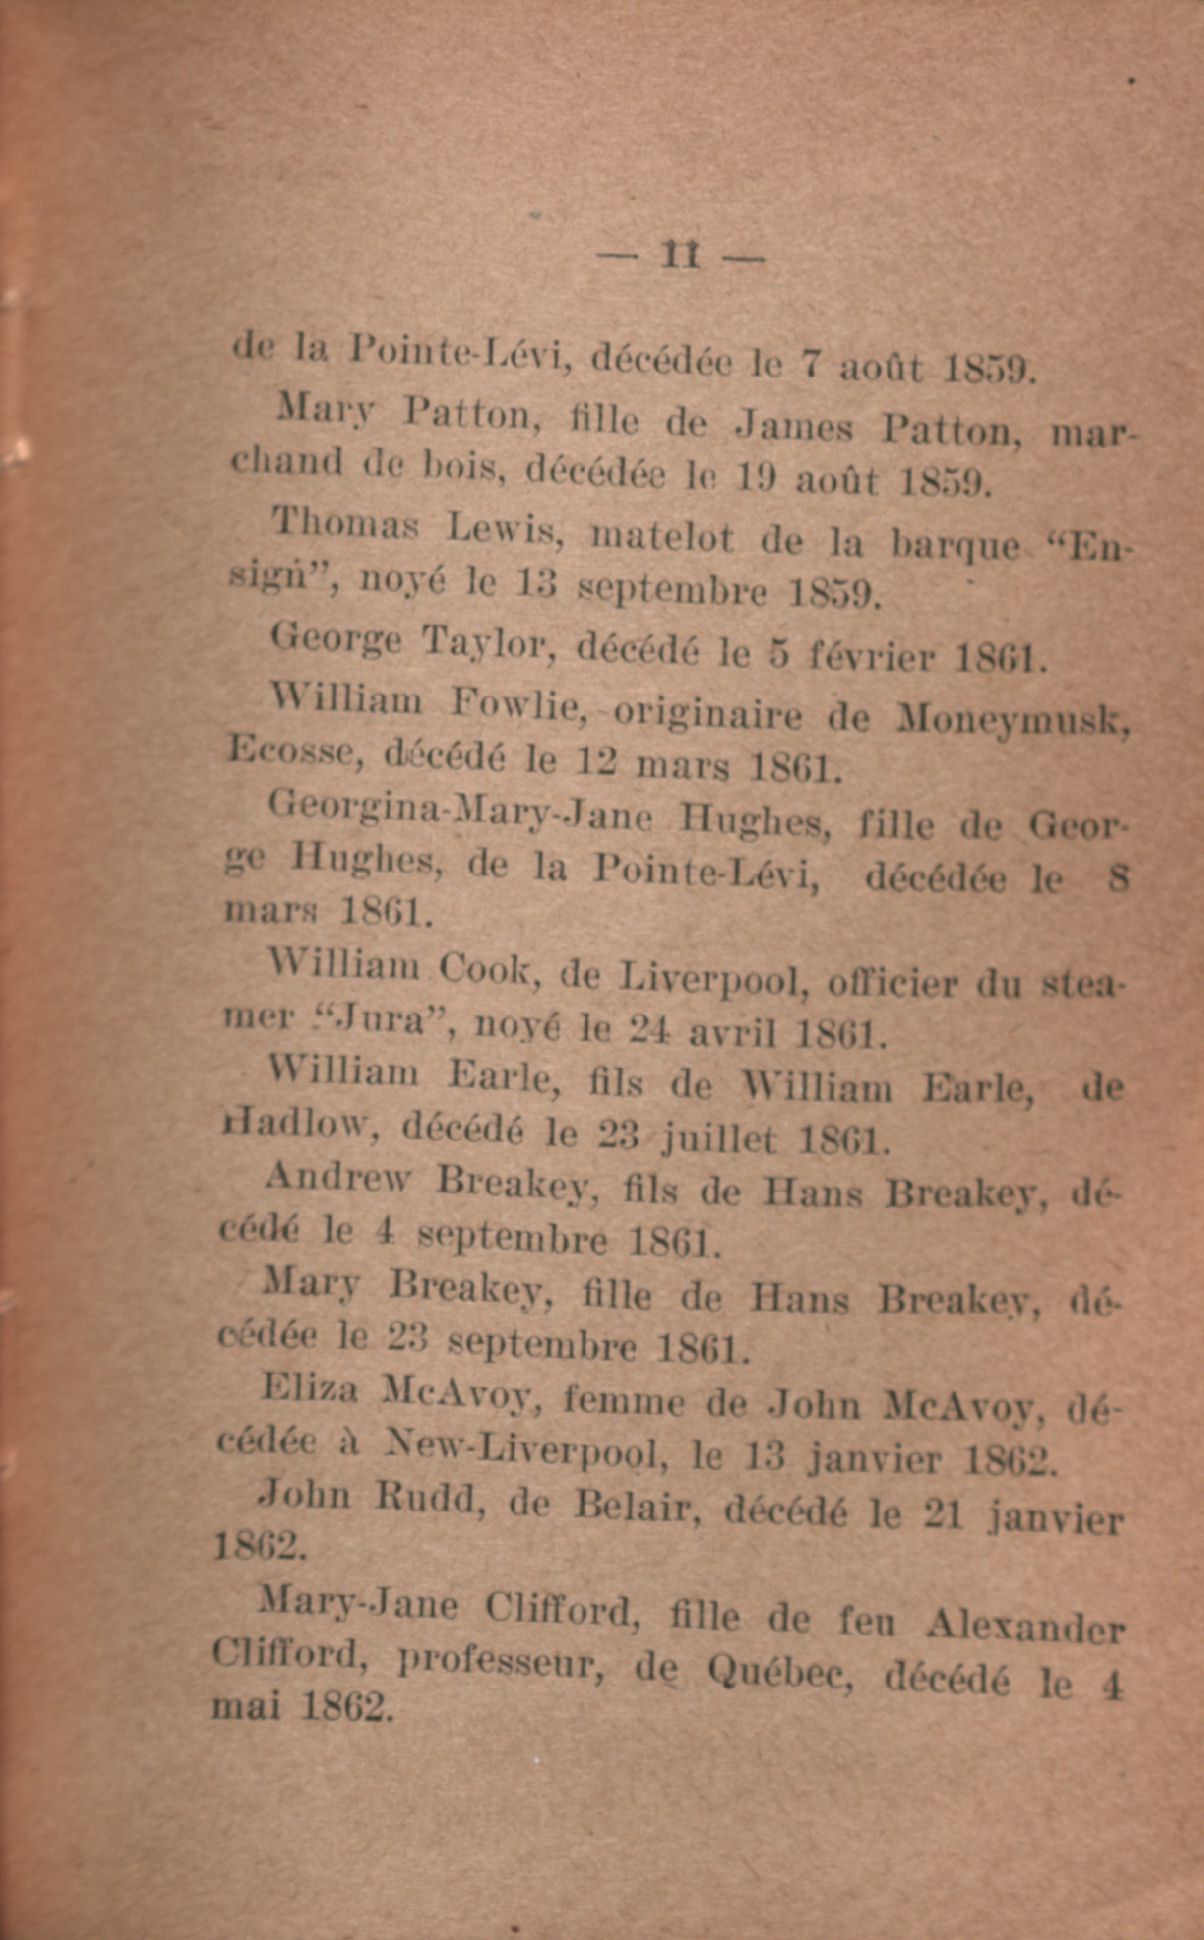 — 11 —
de la Pointe-Lévi, décédée le 7 août 1859.
Mary Patton, fille de James Patton, mar-
chand de bois, décédée le 19 août 1859.
Thomas Lewis, matelot de la barque “En-
sign”, noyé le 13 septembre 1859.
George Taylor, décédé le 5 février 1861.
William Fowlie, originaire de Moneymusk,
Ecosse, décédé le 12 mars 1861.
Georgina-Mary-Jane Hughes, fille de Geor-
ge Hughes, de la Pointe-Lévi, décédée le 8
mars 1861.
William Cook, de Liverpool, officier du stea-
mer “Jura”, noyé le 24 avril 1861.
William Earle, fils de William Earle, de
Hadlow, décédé le 23 juillet 1861.
Andrew Breakey, fils de Hans Breakey, dé-
cédé le 4 septembre 1861.
Mary Breakey, fille de Hans Breakey, dé-
cédée le 23 septembre 1861.
Eliza McAvoy, femme de John McAvoy, dé-
cédée à New-Liverpool, le 13 janvier 1862.
John Rudd, de Belair, décédé le 21 janvier
1862.
Mary-Jane Clifford, fille de feu Alexander
Clifford, professeur, de Québec, décédé le 4
mai 1862.